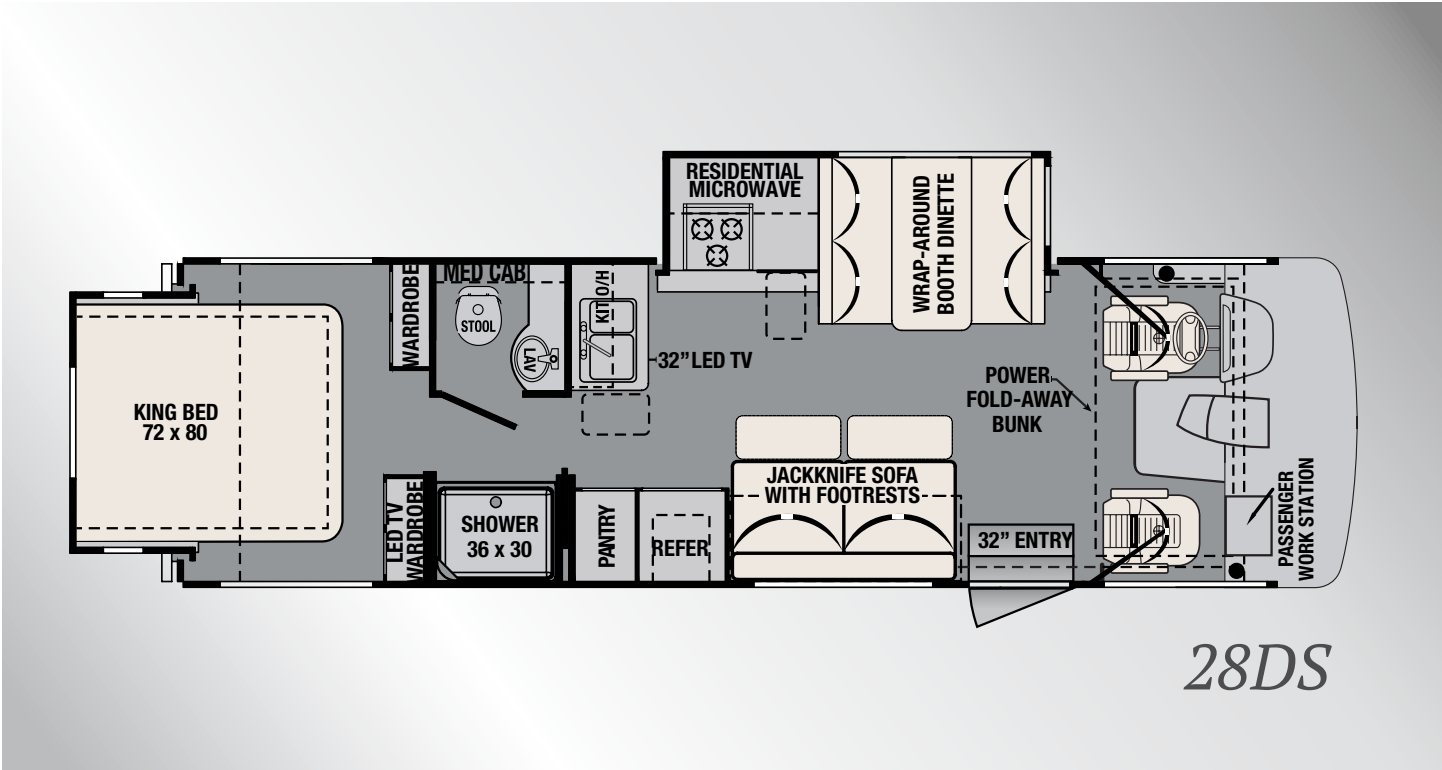 RESIDENTIAL
MICROWAVE
WRAP-AROUND
BOOTH DINETTE
MED CAB
WARDROBE
STOOL
LAV
KIT O/H
32” LED TV
KING BED
72 x 80
POWER
FOLD-AWAY
BUNK
LED TV
WARDROBE
SHOWER
36 x 30
PANTRY
REFER
JACKKNIFE SOFA
WITH FOOTRESTS
32” ENTRY
PASSENGER
WORK STATION
28DS